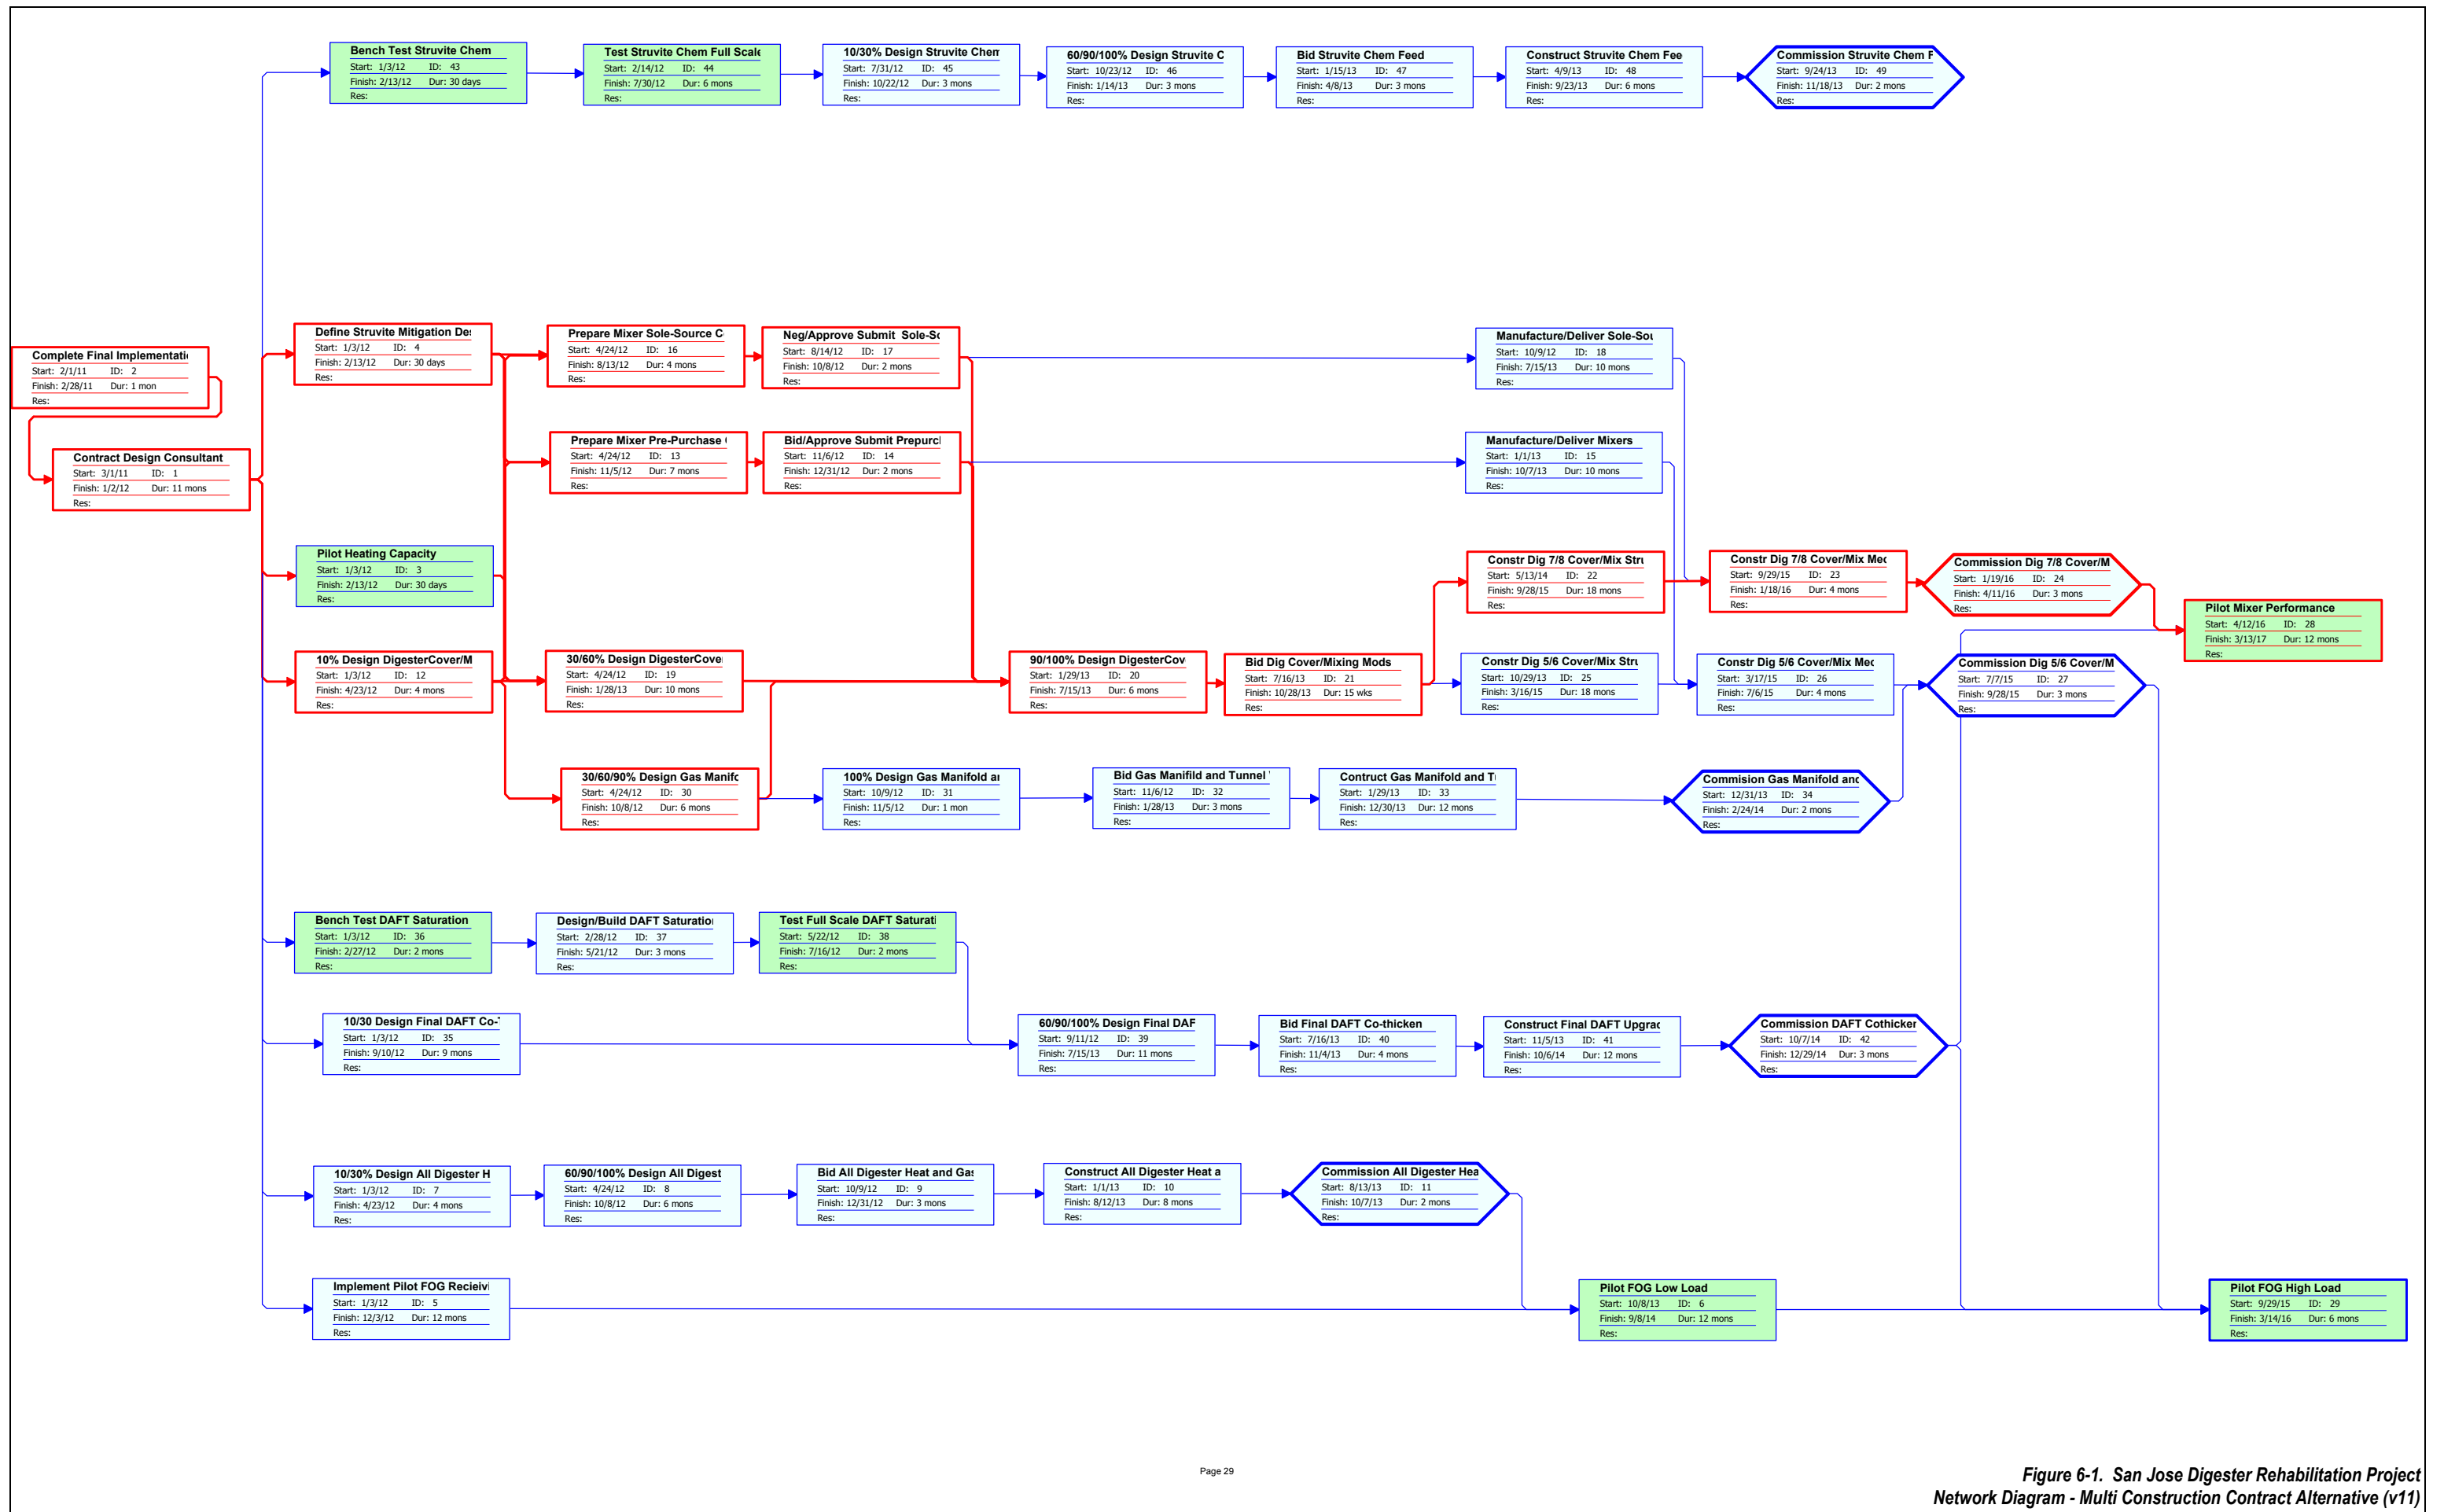 Bench Test Struvite Chem
Start: 1/3/12 ID: 43
Finish: 2/13/12 Dur: 30 days
Res:
Test Struvite Chem Full Scale
Start: 2/14/12 ID: 44
Finish: 7/30/12 Dur: 6 mons
Res:
10/30% Design Struvite Chem
Start: 7/31/12 ID: 45
Finish: 10/22/12 Dur: 3 mons
Res:
60/90/100% Design Struvite C
Start: 10/23/12 ID: 46
Finish: 1/14/13 Dur: 3 mons
Res:
Bid Struvite Chem Feed
Start: 1/15/13 ID: 47
Finish: 4/8/13 Dur: 3 mons
Res:
Construct Struvite Chem Fee
Start: 4/9/13 ID: 48
Finish: 9/23/13 Dur: 6 mons
Res:
Commission Struvite Chem F
Start: 9/24/13 ID: 49
Finish: 11/18/13 Dur: 2 mons
Res:
Complete Final Implementati
Start: 2/1/11 ID: 2
Finish: 2/28/11 Dur: 1 mon
Res:
Contract Design Consultant
Start: 3/1/11 ID: 1
Finish: 1/2/12 Dur: 11 mons
Res:
Define Struvite Mitigation Des
Start: 1/3/12 ID: 4
Finish: 2/13/12 Dur: 30 days
Res:
Prepare Mixer Sole-Source C
Start: 4/24/12 ID: 16
Finish: 8/13/12 Dur: 4 mons
Res:
Neg/Approve Submit Sole-So
Start: 8/14/12 ID: 17
Finish: 10/8/12 Dur: 2 mons
Res:
Manufacture/Deliver Sole-Sou
Start: 10/9/12 ID: 18
Finish: 7/15/13 Dur: 10 mons
Res:
Prepare Mixer Pre-Purchase (
Start: 4/24/12 ID: 13
Finish: 11/5/12 Dur: 7 mons
Res:
Bid/Approve Submit Prepurcl
Start: 11/6/12 ID: 14
Finish: 12/31/12 Dur: 2 mons
Res:
Manufacture/Deliver Mixers
Start: 1/1/13 ID: 15
Finish: 10/7/13 Dur: 10 mons
Res:
Pilot Heating Capacity
Start: 1/3/12 ID: 3
Finish: 2/13/12 Dur: 30 days
Res:
Constr Dig 7/8 Cover/Mix Stru
Start: 5/13/14 ID: 22
Finish: 9/28/15 Dur: 18 mons
Res:
Constr Dig 7/8 Cover/Mix Mec
Start: 9/29/15 ID: 23
Finish: 1/18/16 Dur: 4 mons
Res:
Commission Dig 7/8 Cover/M
Start: 1/19/16 ID: 24
Finish: 4/11/16 Dur: 3 mons
Res:
Pilot Mixer Performance
Start: 4/12/16 ID: 28
Finish: 3/13/17 Dur: 12 mons
Res:
10% Design DigesterCover/M
Start: 1/3/12 ID: 12
Finish: 4/23/12 Dur: 4 mons
Res:
30/60% Design DigesterCover
Start: 4/24/12 ID: 19
Finish: 1/28/13 Dur: 10 mons
Res:
90/100% Design DigesterCov
Start: 1/29/13 ID: 20
Finish: 7/15/13 Dur: 6 mons
Res:
Bid Dig Cover/Mixing Mods
Start: 7/16/13 ID: 21
Finish: 10/28/13 Dur: 15 wks
Res:
Constr Dig 5/6 Cover/Mix Stru
Start: 10/29/13 ID: 25
Finish: 3/16/15 Dur: 18 mons
Res:
Constr Dig 5/6 Cover/Mix Mec
Start: 3/17/15 ID: 26
Finish: 7/6/15 Dur: 4 mons
Res:
Commission Dig 5/6 Cover/M
Start: 7/7/15 ID: 27
Finish: 9/28/15 Dur: 3 mons
Res:
30/60/90% Design Gas Manifc
Start: 4/24/12 ID: 30
Finish: 10/8/12 Dur: 6 mons
Res:
100% Design Gas Manifold ar
Start: 10/9/12 ID: 31
Finish: 11/5/12 Dur: 1 mon
Res:
Bid Gas Manifild and Tunnel
Start: 11/6/12 ID: 32
Finish: 1/28/13 Dur: 3 mons
Res:
Contruct Gas Manifold and Tu
Start: 1/29/13 ID: 33
Finish: 12/30/13 Dur: 12 mons
Res:
Commision Gas Manifold and
Start: 12/31/13 ID: 34
Finish: 2/24/14 Dur: 2 mons
Res:
Bench Test DAFT Saturation
Start: 1/3/12 ID: 36
Finish: 2/27/12 Dur: 2 mons
Res:
Design/Build DAFT Saturation
Start: 2/28/12 ID: 37
Finish: 5/21/12 Dur: 3 mons
Res:
Test Full Scale DAFT Saturati
Start: 5/22/12 ID: 38
Finish: 7/16/12 Dur: 2 mons
Res:
10/30 Design Final DAFT Co-
Start: 1/3/12 ID: 35
Finish: 9/10/12 Dur: 9 mons
Res:
60/90/100% Design Final DAF
Start: 9/11/12 ID: 39
Finish: 7/15/13 Dur: 11 mons
Res:
Bid Final DAFT Co-thicken
Start: 7/16/13 ID: 40
Finish: 11/4/13 Dur: 4 mons
Res:
Construct Final DAFT Upgrac
Start: 11/5/13 ID: 41
Finish: 10/6/14 Dur: 12 mons
Res:
Commission DAFT Cothicker
Start: 10/7/14 ID: 42
Finish: 12/29/14 Dur: 3 mons
Res:
10/30% Design All Digester H
Start: 1/3/12 ID: 7
Finish: 4/23/12 Dur: 4 mons
Res:
60/90/100% Design All Digest
Start: 4/24/12 ID: 8
Finish: 10/8/12 Dur: 6 mons
Res:
Bid All Digester Heat and Gas
Start: 10/9/12 ID: 9
Finish: 12/31/12 Dur: 3 mons
Res:
Construct All Digester Heat a
Start: 1/1/13 ID: 10
Finish: 8/12/13 Dur: 8 mons
Res:
Commission All Digester Hea
Start: 8/13/13 ID: 11
Finish: 10/7/13 Dur: 2 mons
Res:
Implement Pilot FOG Recieivi
Start: 1/3/12 ID: 5
Finish: 12/3/12 Dur: 12 mons
Res:
Pilot FOG Low Load
Start: 10/8/13 ID: 6
Finish: 9/8/14 Dur: 12 mons
Res:
Pilot FOG High Load
Start: 9/29/15 ID: 29
Finish: 3/14/16 Dur: 6 mons
Res:
Page 29
Figure 6-1. San Jose Digester Rehabilitation Project
Network Diagram - Multi Construction Contract Alternative (v11)